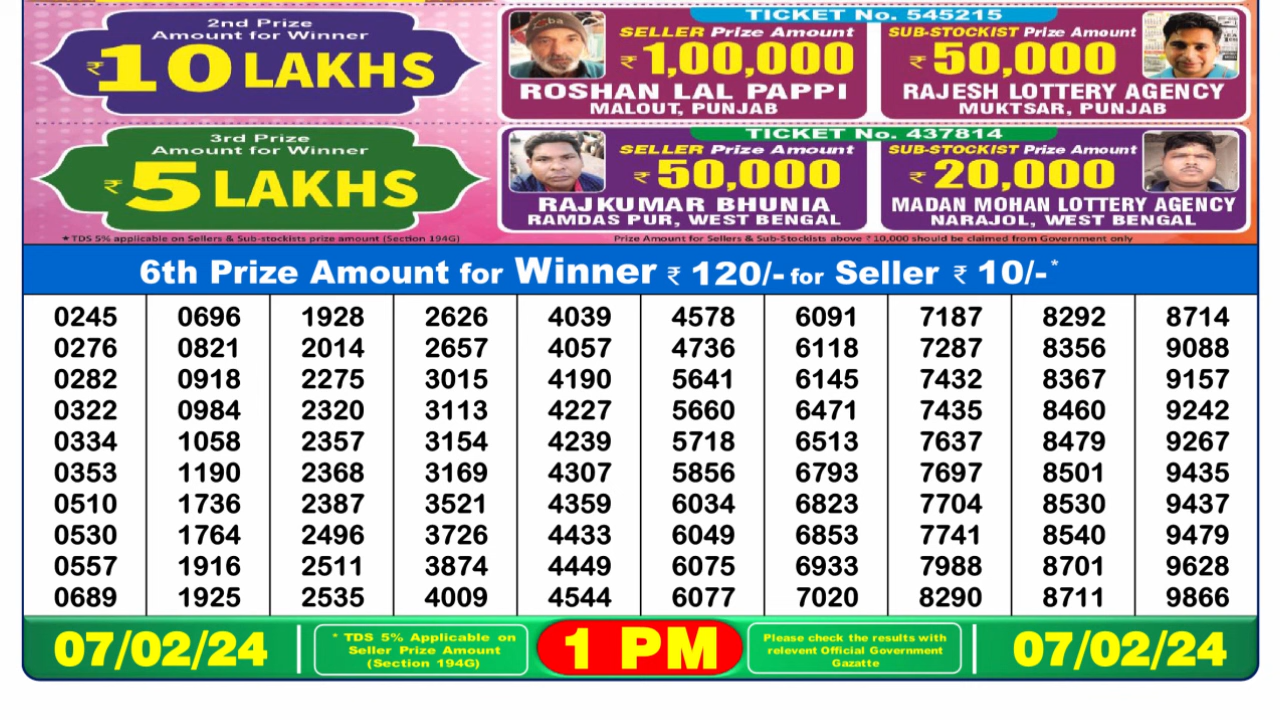 2nd Prize
Amount for Winner
₹10 LAKHS
TICKET No. 545215
SELLER Prize Amount
₹1,00,000
ROSHAN LAL PAPPI
MALOUT, PUNJAB
SUB-STOCKIST Prize Amount
₹50,000
RAJESH LOTTERY AGENCY
MUKTSAR, PUNJAB
3rd Prize
Amount for Winner
₹5 LAKHS
TICKET No. 437814
SELLER Prize Amount
₹50,000
RAJKUMAR BHUNIA
RAMDAS PUR, WEST BENGAL
SUB-STOCKIST Prize Amount
₹20,000
MADAN MOHAN LOTTERY AGENCY
NARAJOL, WEST BENGAL
* TDS 5% applicable on Sellers & Sub-stockists prize amount (Section 194G)
Prize Amount for Sellers & Sub-Stockists above ₹10,000 should be claimed from Government only
6th Prize Amount for Winner ₹ 120/- for Seller ₹ 10/-*
0245 0696 1928 2626 4039 4578 6091 7187 8292 8714
0276 0821 2014 2657 4057 4736 6118 7287 8356 9088
0282 0918 2275 3015 4190 5641 6145 7432 8367 9157
0322 0984 2320 3113 4227 5660 6471 7435 8460 9242
0334 1058 2357 3154 4239 5718 6513 7637 8479 9267
0353 1190 2368 3169 4307 5856 6793 7697 8501 9435
0510 1736 2387 3521 4359 6034 6823 7704 8530 9437
0530 1764 2496 3726 4433 6049 6853 7741 8540 9479
0557 1916 2511 3874 4449 6075 6933 7988 8701 9628
0689 1925 2535 4009 4544 6077 7020 8290 8711 9866
07/02/24
* TDS 5% Applicable on
Seller Prize Amount
(Section 194G)
1 PM
Please check the results with
relevent Official Government
Gazatte
07/02/24